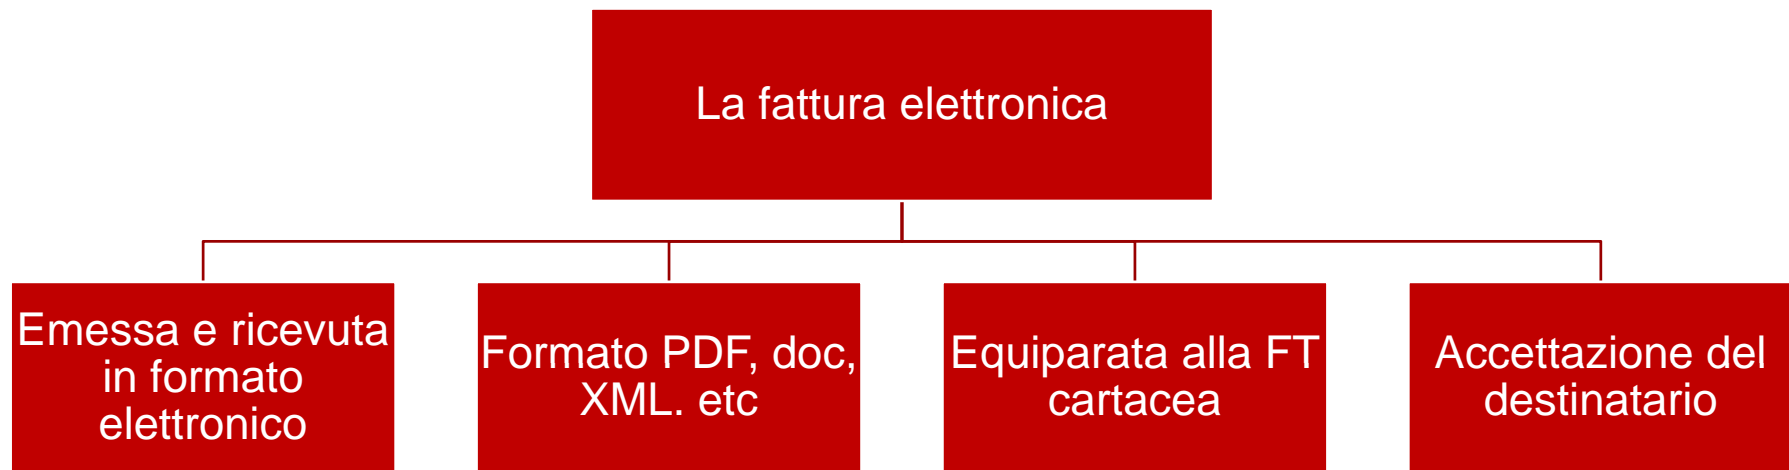 La fattura elettronica
Emessa e ricevuta
in formato
elettronico
Formato PDF, doc,
XML. etc
Equiparata alla FT
cartacea
Accettazione del
destinatario